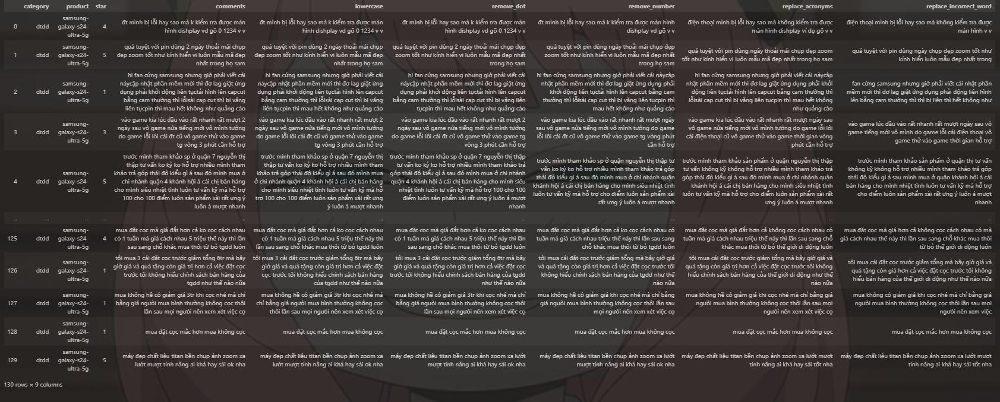 category product star comments lowercase remove_dot remove_number replace_acronyms replace_incorrect_word
0
dtdd
samsung-
galaxy-s24-
ultra-5g
4
đt mình bị lỗi hay sao mà k kiểm tra được màn
hình dishplay vd gõ 0 1234 v v
đt mình bị lỗi hay sao mà k kiểm tra được màn
hình dishplay vd gõ 0 1234 v v
đt mình bị lỗi hay sao mà k kiểm tra được màn
hình dishplay vd gõ 0 1234 v v
đt mình bị lỗi hay sao mà k kiểm tra được màn hình
dishplay vd gõ v v
điện thoại mình bị lỗi hay sao mà không kiểm tra được
màn hình dishplay ví dụ gõ v v
điện thoại mình bị lỗi hay sao mà không kiểm tra được
màn hình v v
1
dtdd
samsung-
galaxy-s24-
ultra-5g
5
quá tuyệt vời pin dùng 2 ngày thoải mái chụp
đẹp zoom tốt như kính hiển vi luôn mẫu mã đẹp
nhất trong họ sam
quá tuyệt vời pin dùng 2 ngày thoải mái chụp
đẹp zoom tốt như kính hiển vi luôn mẫu mã đẹp
nhất trong họ sam
quá tuyệt vời pin dùng 2 ngày thoải mái chụp đẹp
zoom tốt như kính hiển vi luôn mẫu mã đẹp nhất
trong họ sam
quá tuyệt vời pin dùng ngày thoải mái chụp đẹp
zoom tốt như kính hiển vi luôn mẫu mã đẹp nhất
trong họ sam
quá tuyệt vời pin dùng ngày thoải mái chụp đẹp zoom
tốt như kính hiển vi luôn mẫu mã đẹp nhất trong họ sam
quá tuyệt vời pin dùng ngày chụp đẹp zoom tốt như
kính hiển luôn mẫu đẹp nhất trong
2
dtdd
samsung-
galaxy-s24-
ultra-5g
1
hi fan cứng samsung nhưng giờ phải viết cái
nàycập nhật phần mềm mới thì đơ lag giật ứng
dụng phải khởi động liên tụctải hình lên capcut
bằng cam thường thì lỗisài cap cut thì bị văng
liên tụcpin thì mau hết không như quảng cáo
hi fan cứng samsung nhưng giờ phải viết cái
nàycập nhật phần mềm mới thì đơ lag giật ứng
dụng phải khởi động liên tụctải hình lên capcut
bằng cam thường thì lỗisài cap cut thì bị văng
liên tụcpin thì mau hết không như quảng cáo
hi fan cứng samsung nhưng giờ phải viết cái
nàycập nhật phần mềm mới thì đơ lag giật ứng
dụng phải khởi động liên tụctải hình lên capcut
bằng cam thường thì lỗisài cap cut thì bị văng liên
tụcpin thì mau hết không như quảng cáo
hi fan cứng samsung nhưng giờ phải viết cái nàycập
nhật phần mềm mới thì đơ lag giật ứng dụng phải
khởi động liên tụctải hình lên capcut bằng cam
thường thì lỗisài cap cut thì bị văng liên tụcpin thì
mau hết không như quảng cáo
hi fan cứng samsung nhưng giờ phải viết cái nàycập
nhật phần mềm mới thì đơ lag giật ứng dụng phải khởi
động liên tụctải hình lên capcut bằng cam thường thì
lỗisài cap cut thì bị văng liên tụcpin thì mau hết không
như quảng cáo
fan cứng samsung nhưng giờ phải viết cái nhật phần
mềm mới thì đơ lag giật ứng dụng phải động liên hình
lên bằng cam thường thì thì bị liên thì hết không như
3
dtdd
samsung-
galaxy-s24-
ultra-5g
3
vào game kia lúc đầu vào rất nhanh rất mượt 2
ngày sau vô game nửa tiếng mới vô mình tưởng
do game lỗi lôi cái đt cũ vô game thử vào game
tg vòng 3 phút cần hỗ trợ
vào game kia lúc đầu vào rất nhanh rất mượt 2
ngày sau vô game nửa tiếng mới vô mình tưởng
do game lỗi lôi cái đt cũ vô game thử vào game
tg vòng 3 phút cần hỗ trợ
vào game kia lúc đầu vào rất nhanh rất mượt 2
ngày sau vô game nửa tiếng mới vô mình tưởng
do game lỗi lôi cái đt cũ vô game thử vào game tg
vòng 3 phút cần hỗ trợ
vào game kia lúc đầu vào rất nhanh rất mượt ngày
sau vô game nửa tiếng mới vô mình tưởng do game
lỗi lôi cái đt cũ vô game thử vào game tg vòng phút
cần hỗ trợ
vào game kia lúc đầu vào rất nhanh rất mượt ngày sau
vô game nửa tiếng mới vô mình tưởng do game lỗi lôi
cái điện thoại cũ vô game thử vào game thời gian vòng
phút cần hỗ trợ
vào game lúc đầu vào rất nhanh rất mượt ngày sau vô
game tiếng mới vô mình do game lỗi cái điện thoại vô
game thử vào game thời gian hỗ trợ
4
dtdd
samsung-
galaxy-s24-
ultra-5g
5
trước mình tham khảo sp ở quận 7 nguyễn thị
thập tư vấn ko kỷ ko hỗ trợ nhiều mình tham
khảo trả góp thái độ kiểu gì á sau đó mình mua ở
chi nhánh quận 4 khánh hội á cái chị bán hàng
cho mình siêu nhiệt tình luôn tư vấn kỹ mà hỗ trợ
100 cho 100 điểm luôn sản phẩm xài rất ưng ý
luôn á mượt nhanh
trước mình tham khảo sp ở quận 7 nguyễn thị
thập tư vấn ko kỷ ko hỗ trợ nhiều mình tham
khảo trả góp thái độ kiểu gì á sau đó mình mua
ở chi nhánh quận 4 khánh hội á cái chị bán hàng
cho mình siêu nhiệt tình luôn tư vấn kỹ mà hỗ
trợ 100 cho 100 điểm luôn sản phẩm xài rất ưng
ý luôn á mượt nhanh
trước mình tham khảo sp ở quận 7 nguyễn thị thập
tư vấn ko kỷ ko hỗ trợ nhiều mình tham khảo trả
góp thái độ kiểu gì á sau đó mình mua ở chi nhánh
quận 4 khánh hội á cái chị bán hàng cho mình siêu
nhiệt tình luôn tư vấn kỹ mà hỗ trợ 100 cho 100
điểm luôn sản phẩm xài rất ưng ý luôn á mượt
nhanh
trước mình tham khảo sp ở quận nguyễn thị thập tư
vấn ko kỷ ko hỗ trợ nhiều mình tham khảo trả góp
thái độ kiểu gì á sau đó mình mua ở chi nhánh quận
khánh hội á cái chị bán hàng cho mình siêu nhiệt tình
luôn tư vấn kỹ mà hỗ trợ cho điểm luôn sản phẩm xài
rất ưng ý luôn á mượt nhanh
trước mình tham khảo sản phẩm ở quận nguyễn thị thập
tư vấn không kỷ không hỗ trợ nhiều mình tham khảo trả
góp thái độ kiểu gì á sau đó mình mua ở chi nhánh quận
khánh hội á cái chị bán hàng cho mình siêu nhiệt tình
luôn tư vấn kỹ mà hỗ trợ cho điểm luôn sản phẩm xài rất
ưng ý luôn á mượt nhanh
trước mình tham khảo sản phẩm ở quận thị tư vấn
không kỹ không hỗ trợ nhiều mình tham khảo trả góp
thái độ kiểu gì á sau mình mua ở quận khánh hội á cái
bán hàng cho mình nhiệt tình luôn tư vấn kỹ mà hỗ trợ
cho điểm luôn sản phẩm xài rất ưng ý luôn á mượt
nhanh
... ... ... ... ... ... ... ... ... ...
125
dtdd
samsung-
galaxy-s24-
ultra-5g
4
mua đặt cọc mà giá đắt hơn cả ko cọc cách nhau
có 1 tuần mà giá cách nhau 5 triệu thế này thì lần
sau sang chỗ khác mua thôi từ bỏ tgdd luôn
mua đặt cọc mà giá đắt hơn cả ko cọc cách nhau
có 1 tuần mà giá cách nhau 5 triệu thế này thì
lần sau sang chỗ khác mua thôi từ bỏ tgdd luôn
mua đặt cọc mà giá đắt hơn cả ko cọc cách nhau
có 1 tuần mà giá cách nhau 5 triệu thế này thì lần
sau sang chỗ khác mua thôi từ bỏ tgdd luôn
mua đặt cọc mà giá đắt hơn cả ko cọc cách nhau có
tuần mà giá cách nhau triệu thế này thì lần sau sang
chỗ khác mua thôi từ bỏ tgdd luôn
mua đặt cọc mà giá đắt hơn cả không cọc cách nhau có
tuần mà giá cách nhau triệu thế này thì lần sau sang chỗ
khác mua thôi từ bỏ thế giới di động luôn
mua đặt cọc mà giá hơn cả không cọc cách nhau có mà
giá cách nhau thế này thì lần sau sang chỗ mua thôi
từ bỏ thế giới di động luôn
126
dtdd
samsung-
galaxy-s24-
ultra-5g
1
tôi mua 3 cái đặt cọc trước giảm tổng 6tr mà bây
giờ giá và quà tặng còn giá trị hơn cả việc đặt cọc
trước tôi không hiểu chính sách bán hàng của
tgdd như thế nào nữa
tôi mua 3 cái đặt cọc trước giảm tổng 6tr mà bây
giờ giá và quà tặng còn giá trị hơn cả việc đặt
cọc trước tôi không hiểu chính sách bán hàng
của tgdd như thế nào nữa
tôi mua 3 cái đặt cọc trước giảm tổng 6tr mà bây
giờ giá và quà tặng còn giá trị hơn cả việc đặt cọc
trước tôi không hiểu chính sách bán hàng của tgdd
như thế nào nữa
tôi mua cái đặt cọc trước giảm tổng mà bây giờ giá
và quà tặng còn giá trị hơn cả việc đặt cọc trước tôi
không hiểu chính sách bán hàng của tgdd như thế
nào nữa
tôi mua cái đặt cọc trước giảm tổng mà bây giờ giá và
quà tặng còn giá trị hơn cả việc đặt cọc trước tôi không
hiểu chính sách bán hàng của thế giới di động như thế
nào nữa
tôi mua cái đặt cọc trước giảm tổng mà bây giờ giá và
quà tặng còn giá hơn cả việc đặt cọc trước tôi không
hiểu bán hàng của thế giới di động như thế nào nữa
127
dtdd
samsung-
galaxy-s24-
ultra-5g
1
mua không hề có giảm giá 3tr khi cọc nhé mà chỉ
bằng giá nguời mua bình thường không cọc thôi
lần sau mọi nguời nên xem xét việc cọ
mua không hề có giảm giá 3tr khi cọc nhé mà
chỉ bằng giá nguời mua bình thường không cọc
thôi lần sau mọi nguời nên xem xét việc cọ
mua không hề có giảm giá 3tr khi cọc nhé mà chỉ
bằng giá nguời mua bình thường không cọc thôi
lần sau mọi nguời nên xem xét việc cọ
mua không hề có giảm giá khi cọc nhé mà chỉ bằng
giá nguời mua bình thường không cọc thôi lần sau
mọi nguời nên xem xét việc cọ
mua không hề có giảm giá khi cọc nhé mà chỉ bằng giá
nguời mua bình thường không cọc thôi lần sau mọi
nguời nên xem xét việc cọ
mua không có giảm giá khi cọc nhé mà chỉ bằng giá
nguời mua bình thường không cọc thôi lần sau mọi
nguời nên xem việc
128
dtdd
samsung-
galaxy-s24-
ultra-5g
1
mua đặt cọc mắc hơn mua không cọc
mua đặt cọc mắc hơn mua không cọc
mua đặt cọc mắc hơn mua không cọc
mua đặt cọc mắc hơn mua không cọc
mua đặt cọc mắc hơn mua không cọc
mua đặt cọc mắc hơn mua không cọc
129
dtdd
samsung-
galaxy-s24-
ultra-5g
5
máy đẹp chất liệu titan bền chụp ảnh zoom xa
lướt mượt tính năng ai khá hay sài ok nha
máy đẹp chất liệu titan bền chụp ảnh zoom xa
lướt mượt tính năng ai khá hay sài ok nha
máy đẹp chất liệu titan bền chụp ảnh zoom xa lướt
mượt tính năng ai khá hay sài ok nha
máy đẹp chất liệu titan bền chụp ảnh zoom xa lướt
mượt tính năng ai khá hay sài ok nha
máy đẹp chất liệu titan bền chụp ảnh zoom xa lướt mượt
tính năng ai khá hay sài tốt nha
máy đẹp chất liệu titan bền chụp ảnh zoom xa lướt mượt
tính năng ai khá hay sài tốt nha
130 rows × 9 columns